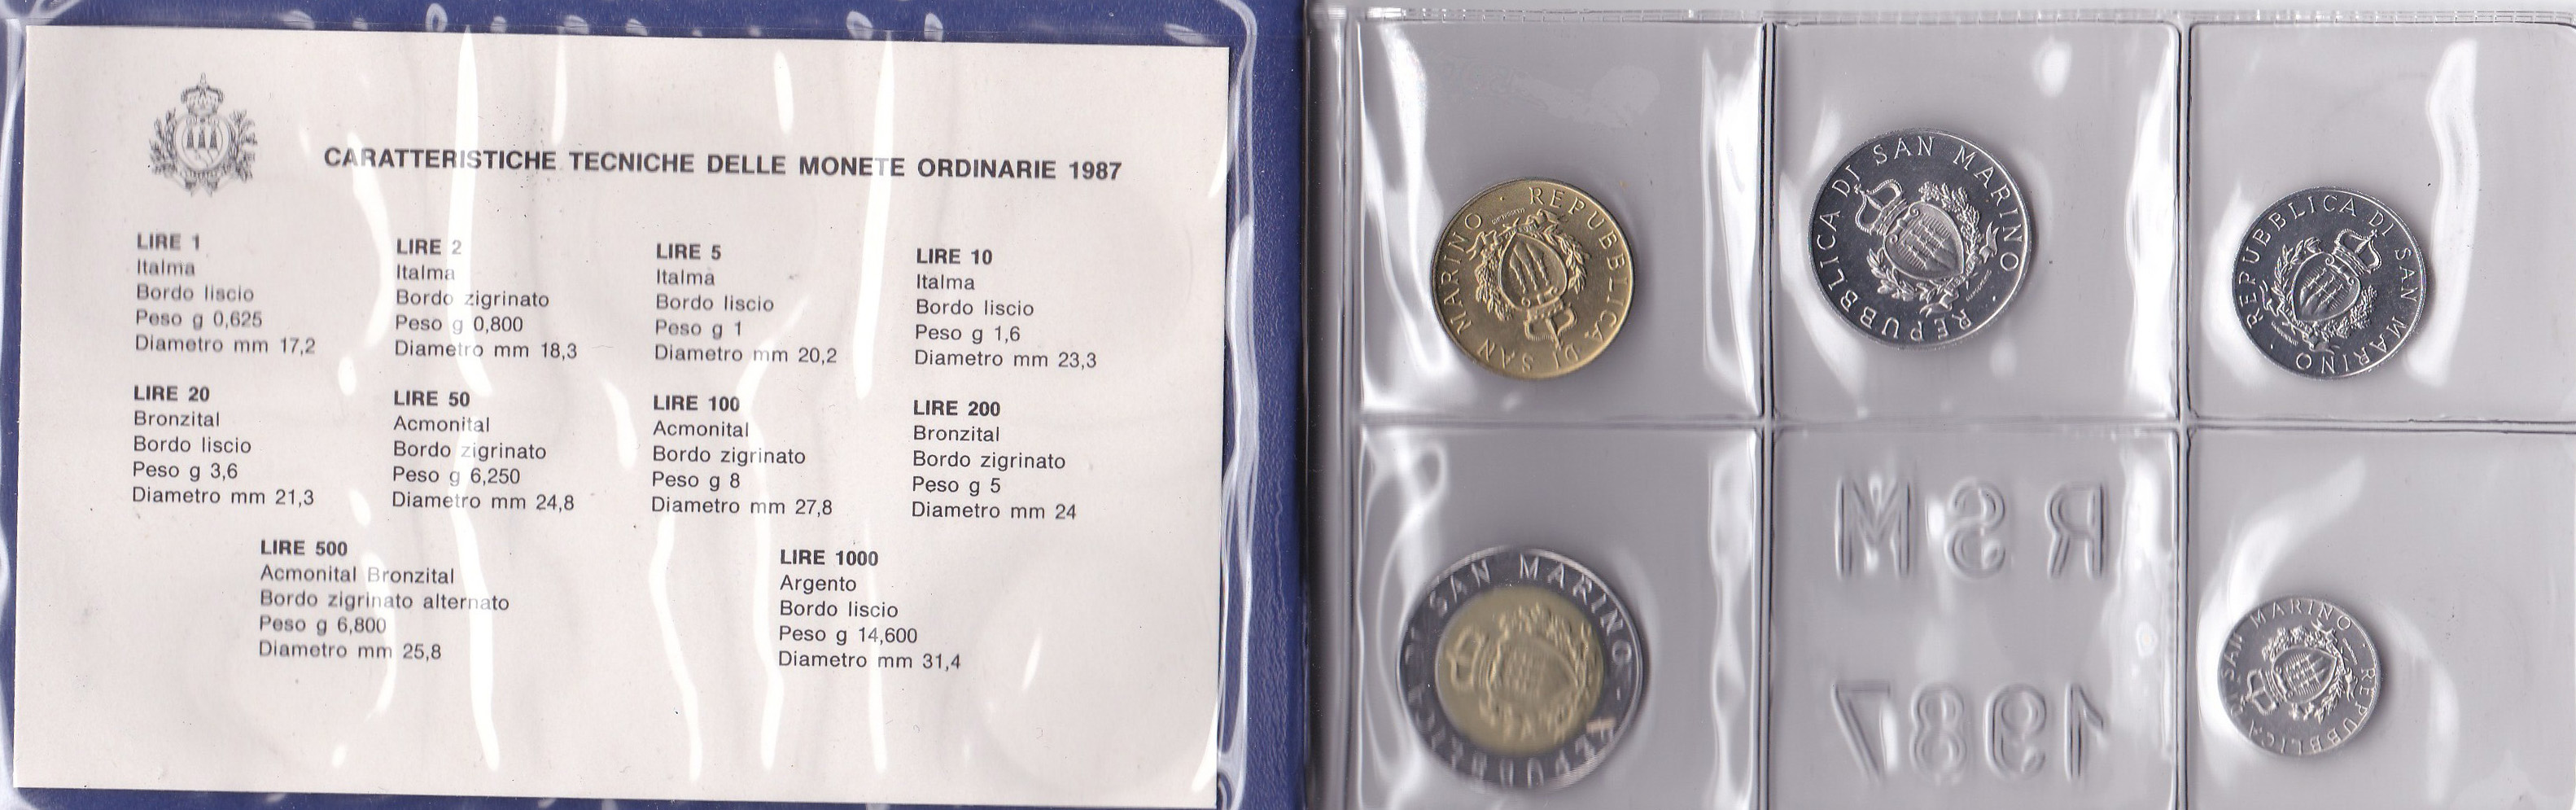 CARATTERISTICHE TECNICHE DELLE MONETE ORDINARIE 1987
LIRE 1
Italma
Bordo liscio
Peso g 0,625
Diametro mm 17,2
LIRE 2
Italma
Bordo zigrinato
Peso g 0,800
Diametro mm 18,3
LIRE 5
Italma
Bordo liscio
Peso g 1
Diametro mm 20,2
LIRE 10
Italma
Bordo liscio
Peso g 1,6
Diametro mm 23,3
LIRE 20
Bronzital
Bordo liscio
Peso g 3,6
Diametro mm 21,3
LIRE 50
Acmonital
Bordo zigrinato
Peso g 6,250
Diametro mm 24,8
LIRE 100
Acmonital
Bordo zigrinato
Peso g 8
Diametro mm 27,8
LIRE 200
Bronzital
Bordo zigrinato
Peso g 5
Diametro mm 24
LIRE 500
Acmonital Bronzital
Bordo zigrinato alternato
Peso g 6,800
Diametro mm 25,8
LIRE 1000
Argento
Bordo liscio
Peso g 14,600
Diametro mm 31,4
REPUBBLICA DI SAN MARINO
REPUBBLICA DI SAN MARINO
REPUBBLICA DI SAN MARINO
REPUBBLICA DI SAN MARINO
RSM
1987
REPUBBLICA DI SAN MARINO